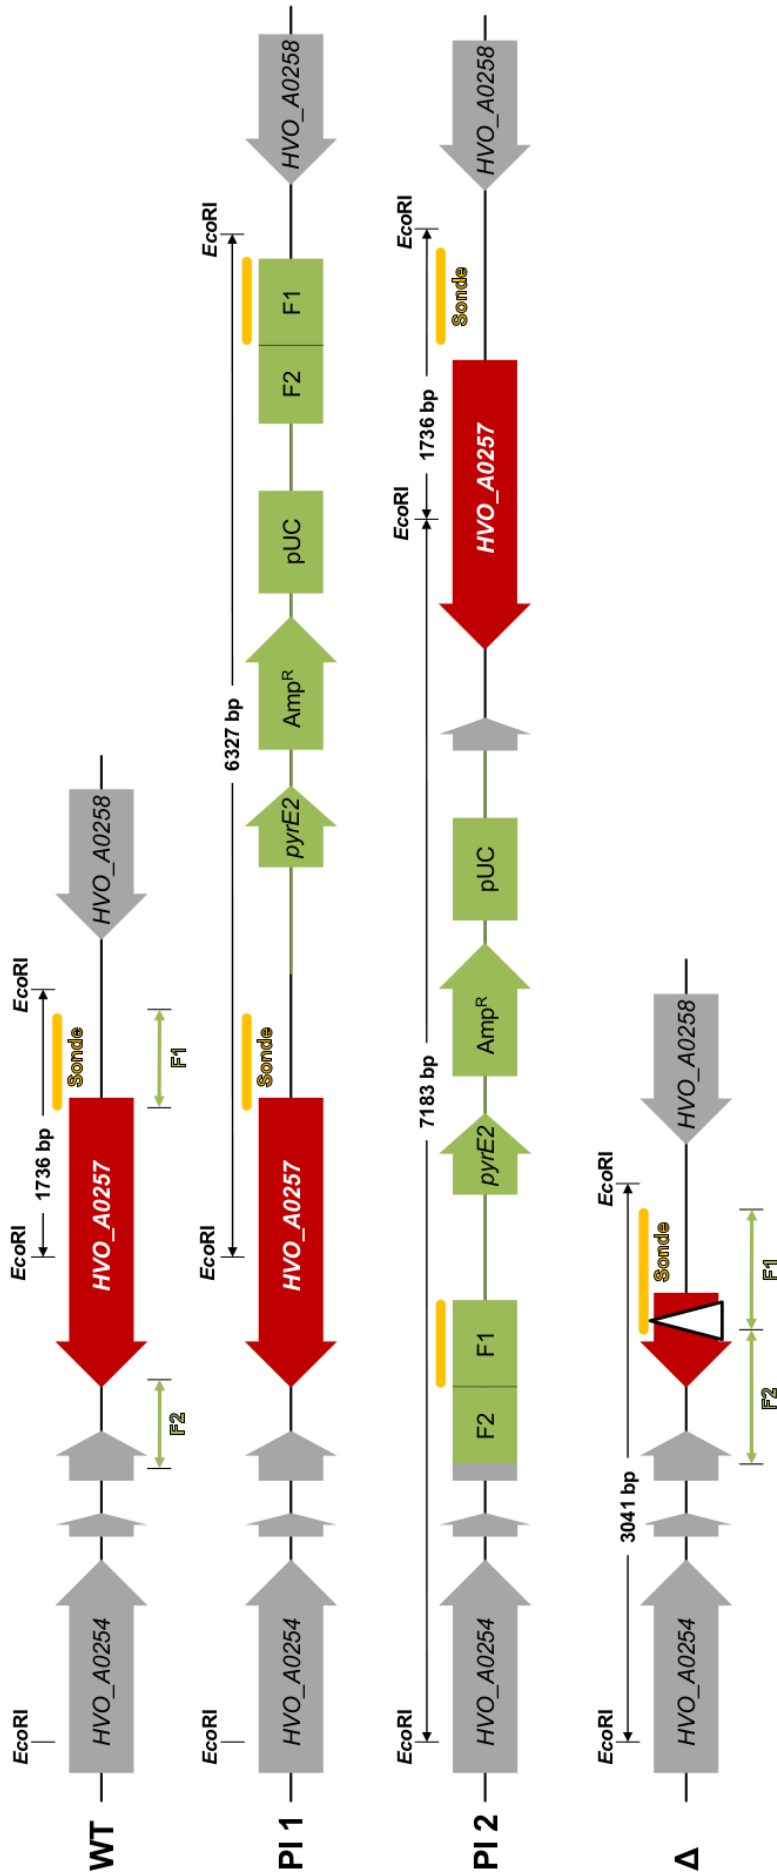 WT
EcoRI
EcoRI
1736 bp
EcoRI
Sonde
HVO_A0254
HVO_A0257
HVO_A0258
F2
F1
PI 1
EcoRI
EcoRI
6327 bp
EcoRI
Sonde
HVO_A0254
HVO_A0257
pyrE2
AmpR
pUC
F2
F1
HVO_A0258
PI 2
EcoRI
7183 bp
EcoRI
1736 bp
EcoRI
Sonde
HVO_A0254
F2
F1
pyrE2
AmpR
pUC
HVO_A0257
HVO_A0258
Δ
EcoRI
3041 bp
EcoRI
Sonde
HVO_A0254
HVO_A0258
F2
F1